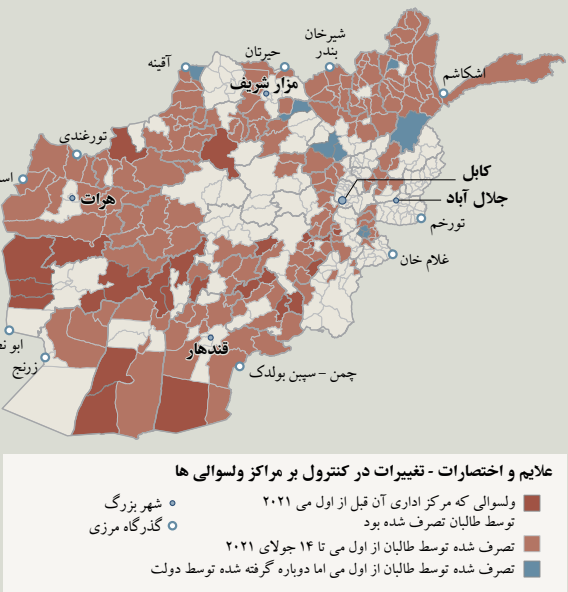 شیرخان
بندر
حیرتان
آقینه
مزار شریف
اشکاشم
تورغندی
کابل
جلال آباد
هرات
تورخم
غلام خان
زرنج
قندهار
چمن – سپین بولدک
علایم و اختصارات - تغییرات در کنترول بر مراکز ولسوالی ها
ولسوالی که مرکز اداری آن قبل از اول می ۲۰۲۱
توسط طالبان تصرف شده بود
تصرف شده توسط طالبان از اول می تا ۱۴ جولای ۲۰۲۱
تصرف شده توسط طالبان از اول می اما دوباره گرفته شده توسط دولت
شهر بزرگ
گذرگاه مرزی